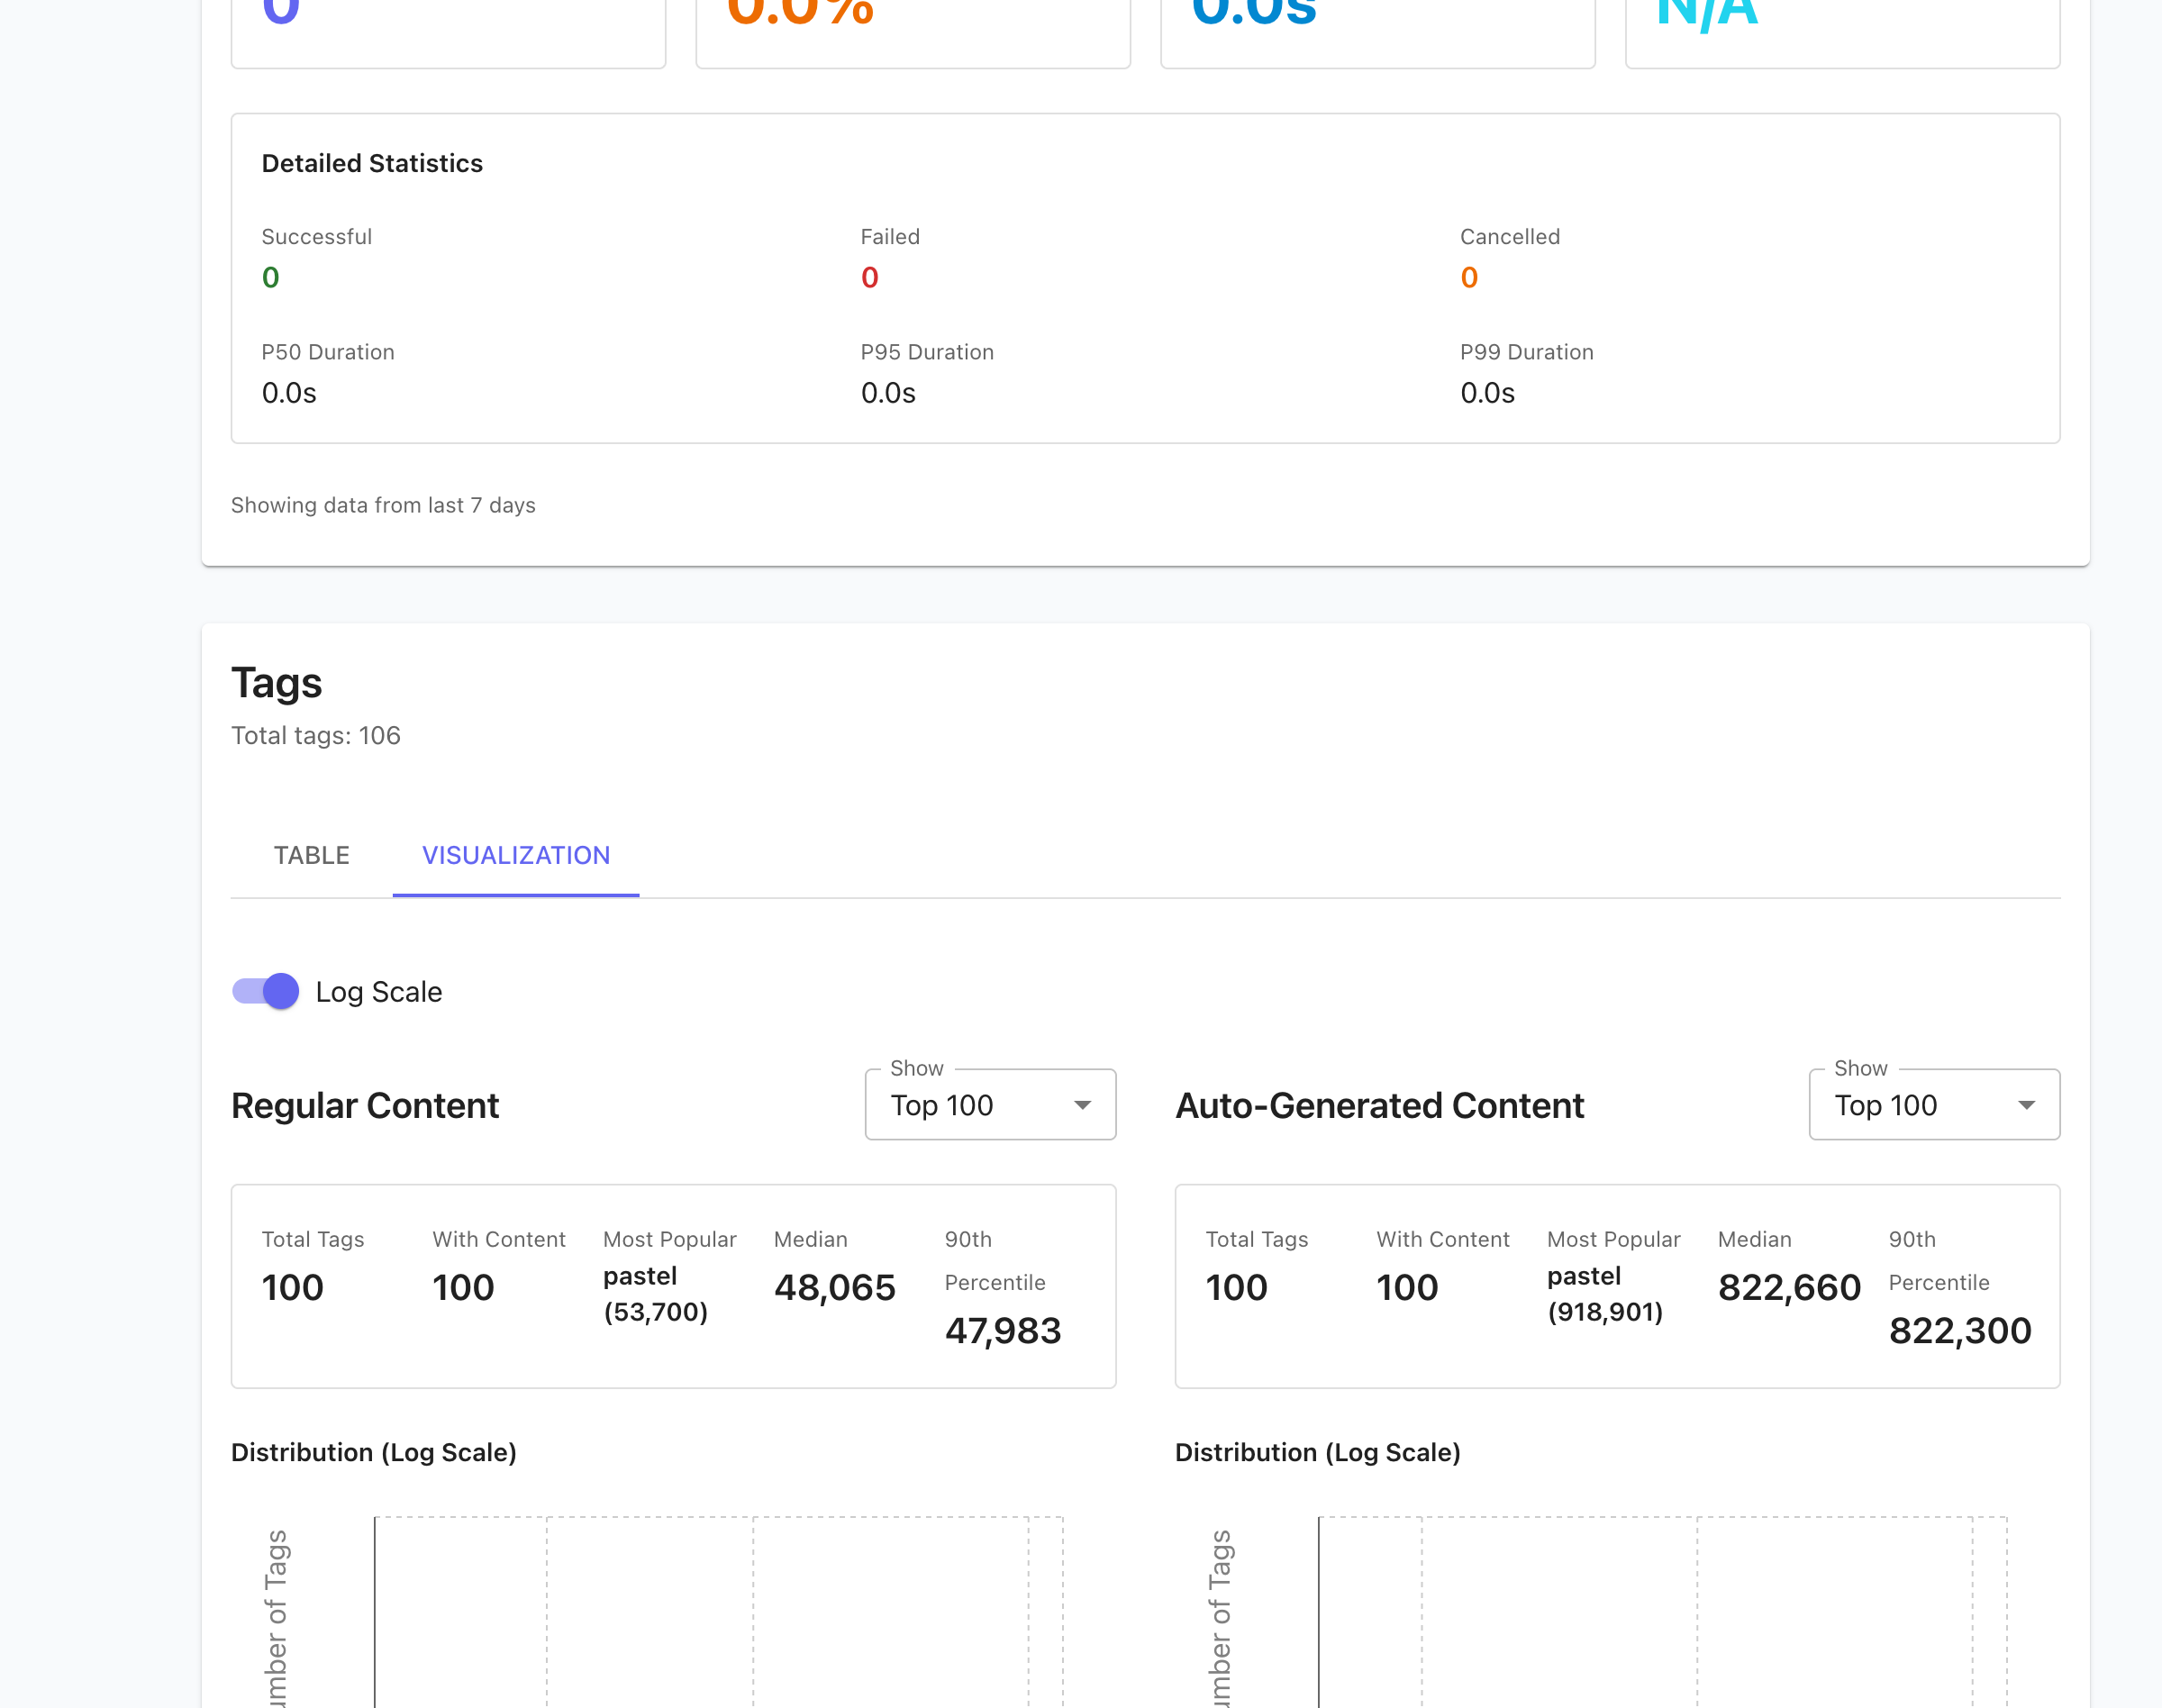 0
0.0%
0.0s
N/A
Detailed Statistics
Successful
Failed
Cancelled
0
0
0
P50 Duration
P95 Duration
P99 Duration
0.0s
0.0s
0.0s
Showing data from last 7 days
Tags
Total tags: 106
TABLE
VISUALIZATION
Log Scale
Regular Content
Show
Top 100
Total Tags
100
With Content
100
Most Popular
pastel
(53,700)
Median
48,065
90th
Percentile
47,983
Distribution (Log Scale)
of Tags
Auto-Generated Content
Show
Top 100
Total Tags
100
With Content
100
Most Popular
pastel
(918,901)
Median
822,660
90th
Percentile
822,300
Distribution (Log Scale)
of Tags